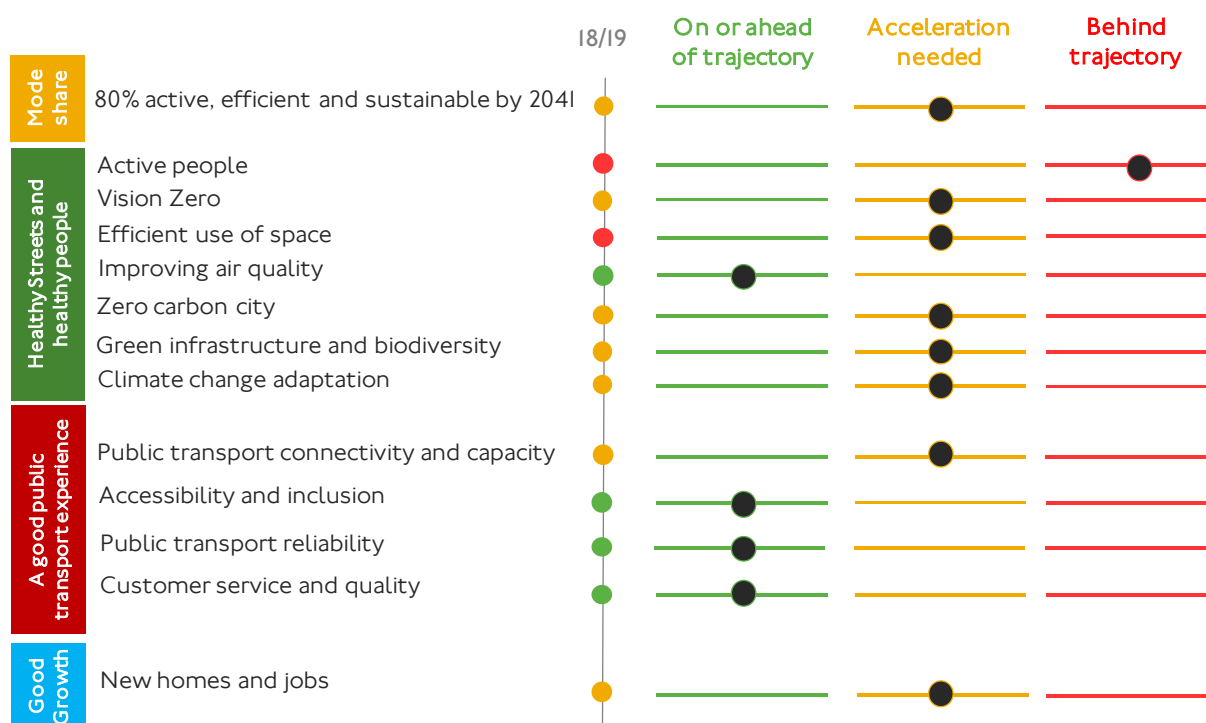 18/19
On or ahead
of trajectory
Acceleration
needed
Behind
trajectory
Mode
share
80% active, efficient and sustainable by 2041
Healthy Streets and
healthy people
Active people
Vision Zero
Efficient use of space
Improving air quality
Zero carbon city
Green infrastructure and biodiversity
Climate change adaptation
A good public
transport experience
Public transport connectivity and capacity
Accessibility and inclusion
Public transport reliability
Customer service and quality
Good
Growth
New homes and jobs